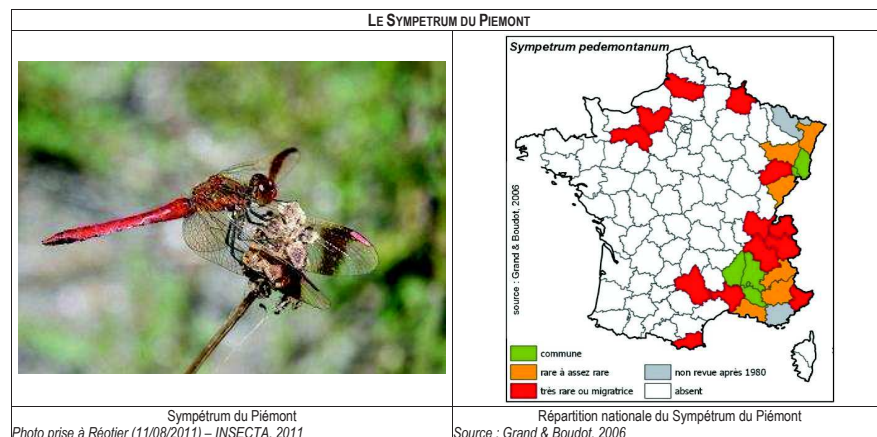 LE SYMPETRUM DU PIEMONT
Sympetrum pedemontanum
source : Grand & Boudot, 2006
commune
rare à assez rare
non revue après 1980
très rare ou migratrice
absent
Sympétrum du Piémont
Photo prise à Réotier (11/08/2011) – INSECTA, 2011
Répartition nationale du Sympétrum du Piémont
Source : Grand & Boudot, 2006